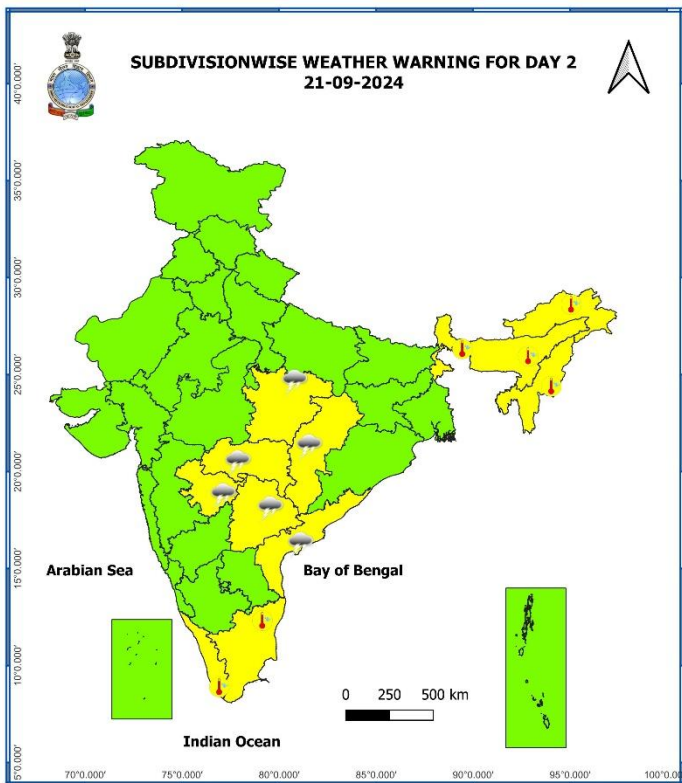 SUBDIVISIONWISE WEATHER WARNING FOR DAY 2
21-09-2024
40°0.000'
35°0.000'
30°0.000'
25°0.000'
20°0.000'
15°0.000'
10°0.000'
5°0.000'
Arabian Sea
Bay of Bengal
0 250 500 km
Indian Ocean
70°0.000' 75°0.000' 80°0.000' 85°0.000' 90°0.000' 95°0.000' 100°0.0